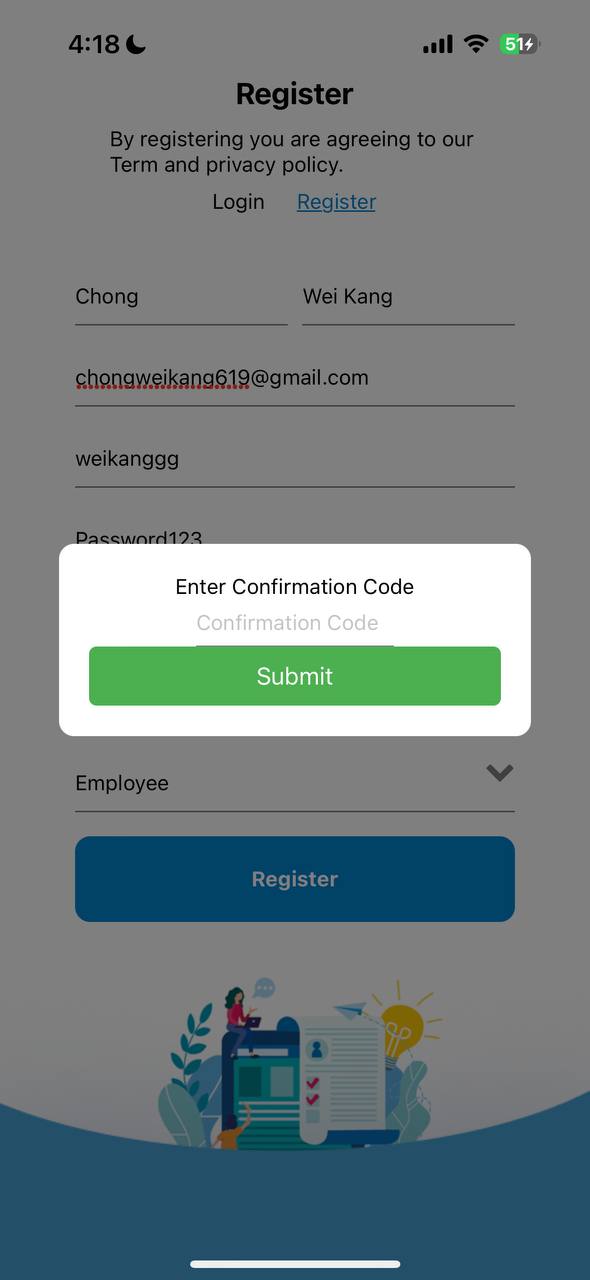 4:18
51
Register
By registering you are agreeing to our
Term and privacy policy.
Login Register
Chong Wei Kang
chongweikang619@gmail.com
weikanggg
Password123
Enter Confirmation Code
Confirmation Code
Submit
Employee
Register